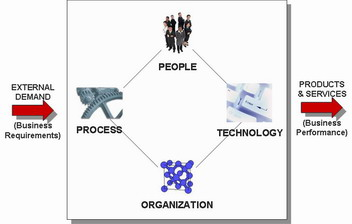 PEOPLE
EXTERNAL
DEMAND
(Business
Requirements)
PROCESS
TECHNOLOGY
PRODUCTS
& SERVICES
(Business
Performance)
ORGANIZATION